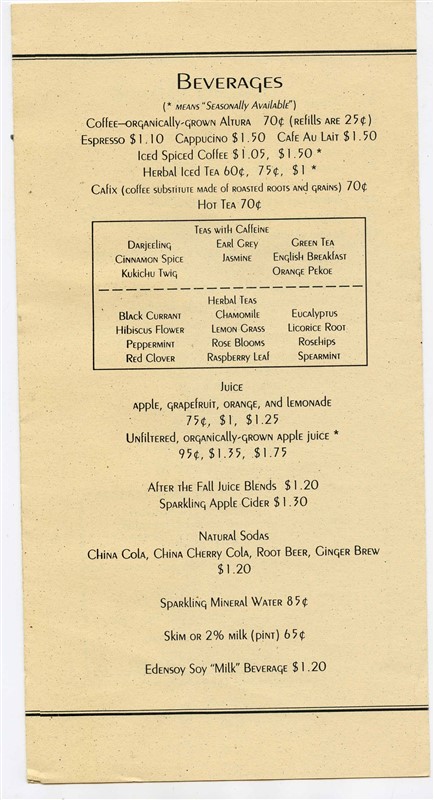 Beverages
(* means "Seasonally Available")
Coffee—organically-grown Altura 70¢ (refills are 25¢)
Espresso $1.10 Cappucino $1.50 Cafe Au Lait $1.50
Iced Spiced Coffee $1.05, $1.50 *
Herbal Iced Tea 60¢, 75¢, $1 *
Cafix (coffee substitute made of roasted roots and grains) 70¢
Hot Tea 70¢
Teas with Caffeine
Darjeeling Earl Grey Green Tea
Cinnamon Spice Jasmine English Breakfast
Kukichu Twig Orange Pekoe
Herbal Teas
Black Currant Chamomile Eucalyptus
Hibiscus Flower Lemon Grass Licorice Root
Peppermint Rose Blooms Rosehips
Red Clover Raspberry Leaf Spearmint
Juice
apple, grapefruit, orange, and lemonade
75¢, $1, $1.25
Unfiltered, organically-grown apple juice *
95¢, $1.35, $1.75
After the Fall Juice Blends $1.20
Sparkling Apple Cider $1.30
Natural Sodas
China Cola, China Cherry Cola, Root Beer, Ginger Brew
$1.20
Sparkling Mineral Water 85¢
Skim or 2% milk (pint) 65¢
Edensoy Soy "Milk" Beverage $1.20